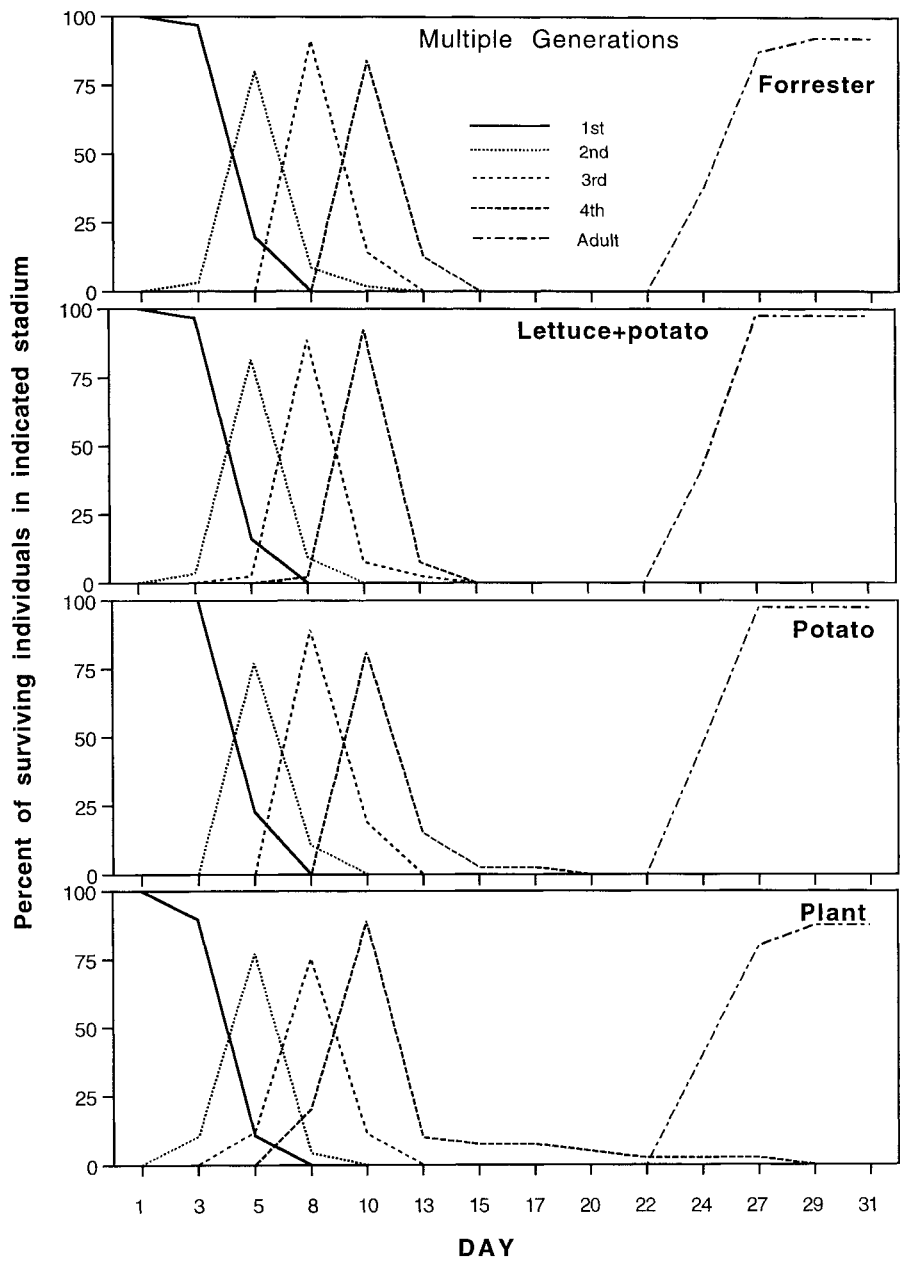 Percent of surviving individuals in indicated stadium
Multiple Generations
Forrester
1st
2nd
3rd
4th
Adult
100
75
50
25
0
Lettuce+potato
100
75
50
25
0
Potato
100
75
50
25
0
Plant
100
75
50
25
0
1 3 5 8 10 13 15 17 20 22 24 27 29 31
DAY